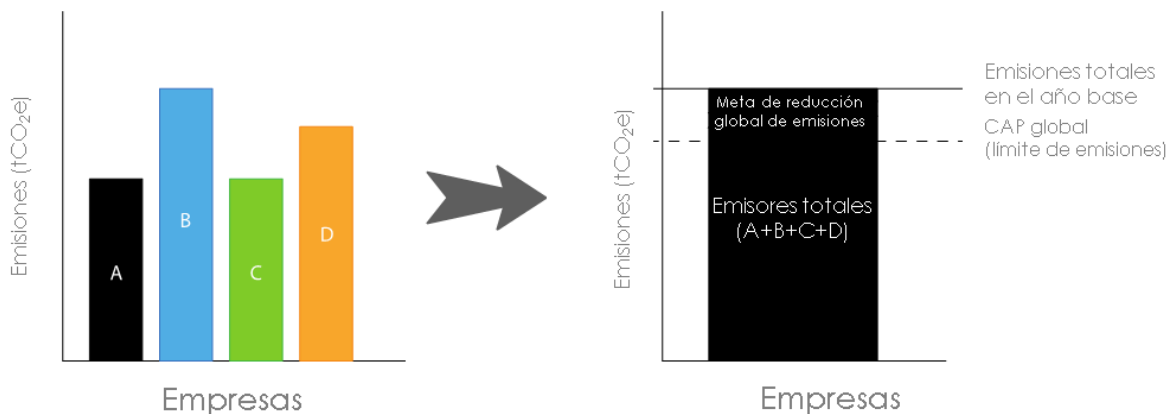 Emisiones (tCO₂e)
A
B
C
D
Empresas
Emisiones (tCO₂e)
Meta de reducción
global de emisiones
Emisores totales
(A+B+C+D)
Emisiones totales
en el año base
CAP global
(límite de emisiones)
Empresas